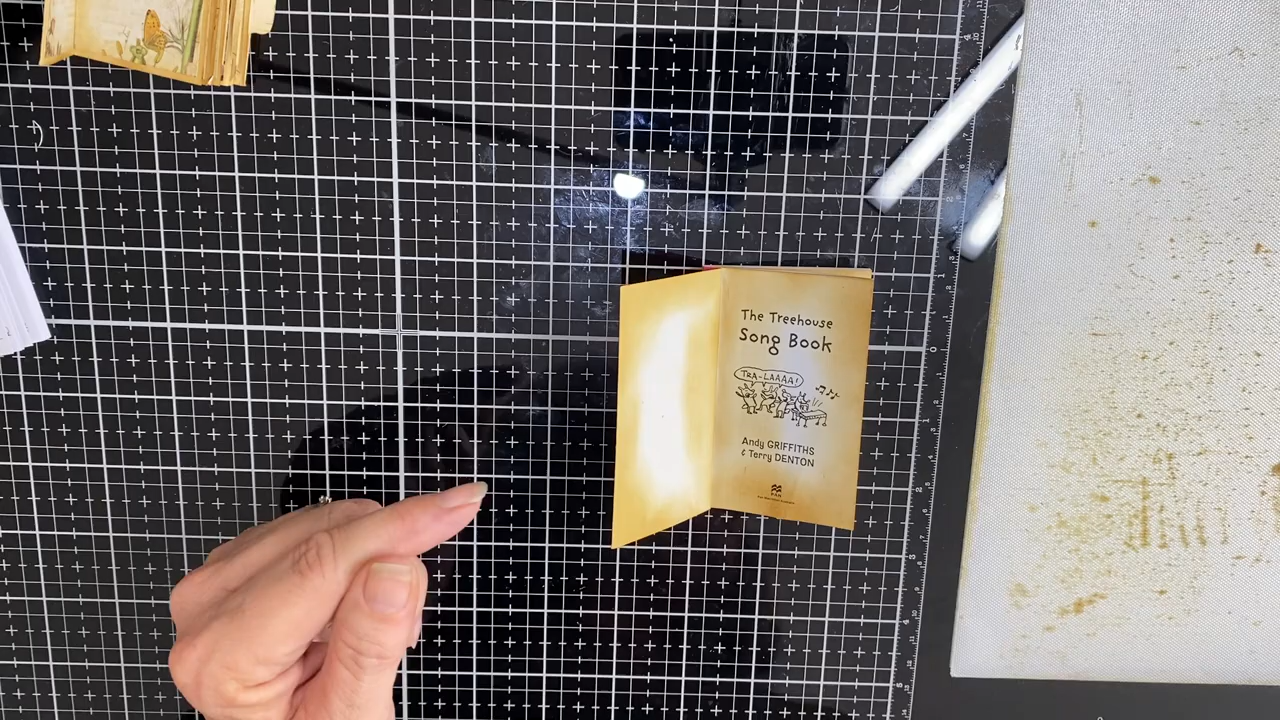 The Treehouse
Song Book
TRA-LAAAA!
Andy GRIFFITHS
& Terry DENTON
PAN